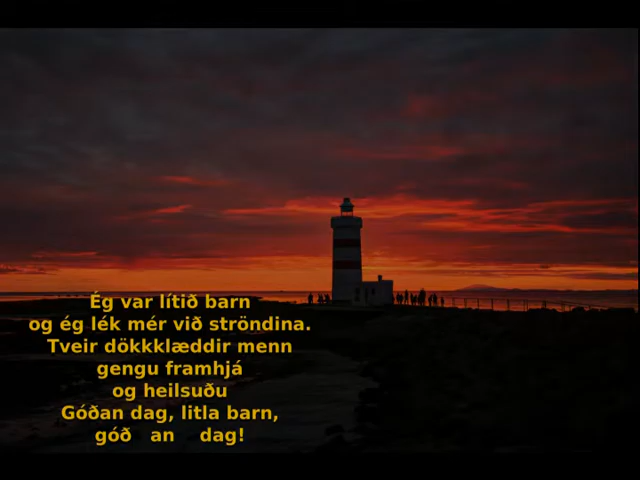 Ég var lítið barn
og ég lék mér við ströndina.
Tveir dökkklæddir menn
gengu framhjá
og heilsuðu
Góðan dag, litla barn,
góð an dag!